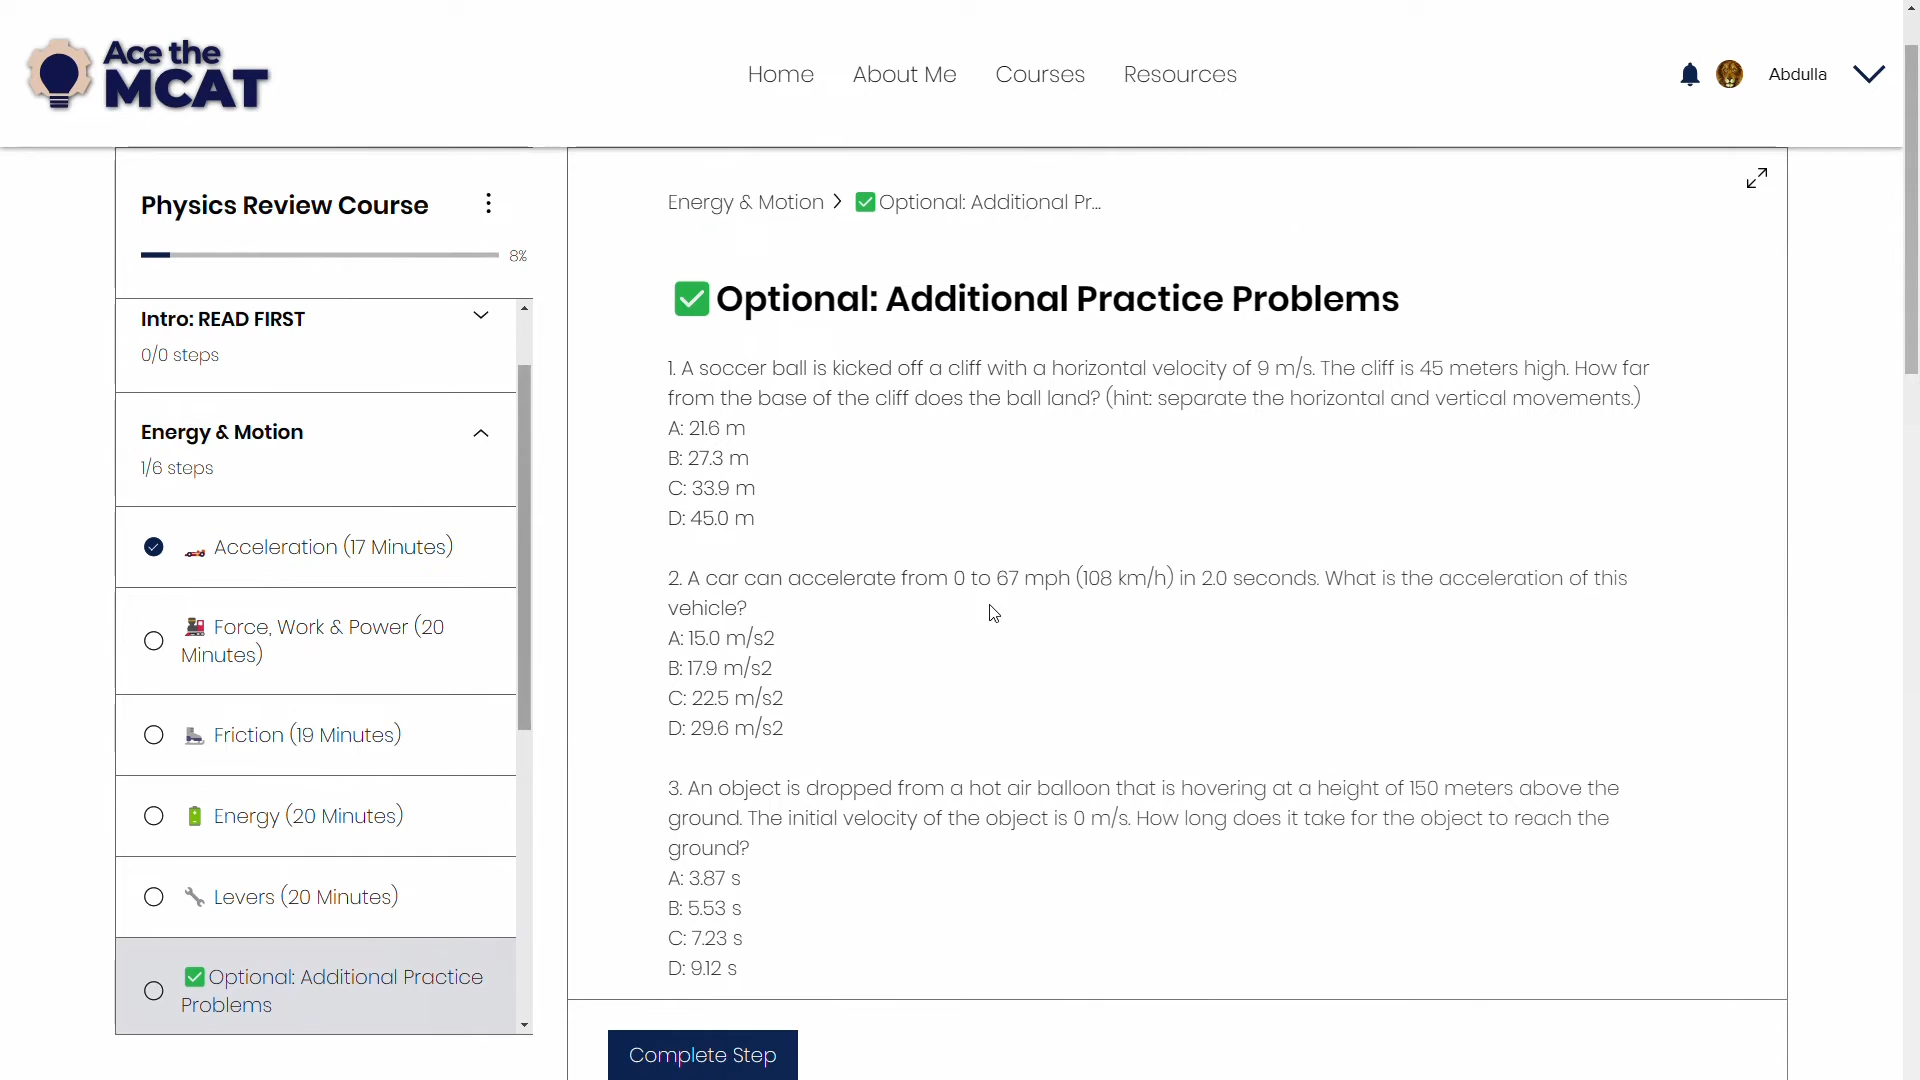 Ace the
MCAT
Home
About Me
Courses
Resources
Abdulla
Physics Review Course
8%
Intro: READ FIRST
0/0 steps
Energy & Motion
1/6 steps
Acceleration (17 Minutes)
Force, Work & Power (20
Minutes)
Friction (19 Minutes)
Energy (20 Minutes)
Levers (20 Minutes)
✅Optional: Additional Practice
Problems
Energy & Motion > ✅Optional: Additional Pr...
✅Optional: Additional Practice Problems
1. A soccer ball is kicked off a cliff with a horizontal velocity of 9 m/s. The cliff is 45 meters high. How far
from the base of the cliff does the ball land? (hint: separate the horizontal and vertical movements.)
A: 21.6 m
B: 27.3 m
C: 33.9 m
D: 45.0 m
2. A car can accelerate from 0 to 67 mph (108 km/h) in 2.0 seconds. What is the acceleration of this
vehicle?
A: 15.0 m/s2
B: 17.9 m/s2
C: 22.5 m/s2
D: 29.6 m/s2
3. An object is dropped from a hot air balloon that is hovering at a height of 150 meters above the
ground. The initial velocity of the object is 0 m/s. How long does it take for the object to reach the
ground?
A: 3.87 s
B: 5.53 s
C: 7.23 s
D: 9.12 s
Complete Step